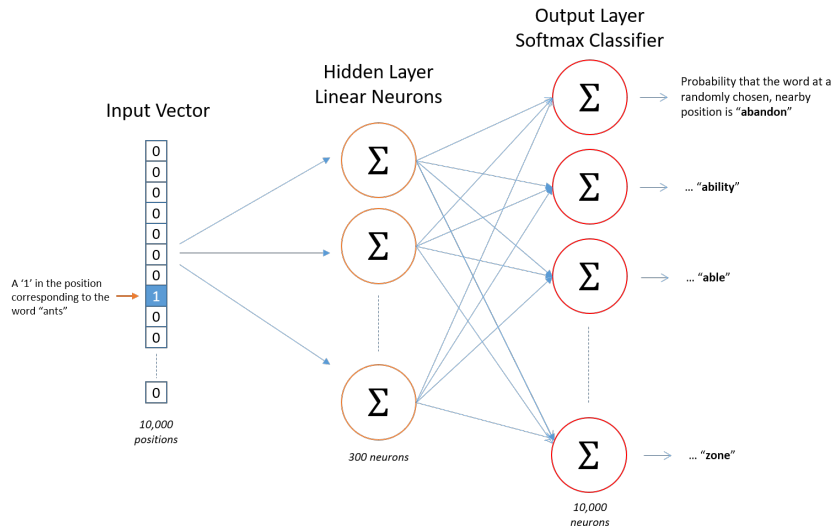 Output Layer
Softmax Classifier
Hidden Layer
Linear Neurons
Input Vector
0
0
0
0
0
0
0
1
0
0
0
A ‘1’ in the position
corresponding to the
word “ants”
10,000
positions
Σ
Σ
Σ
300 neurons
Σ
Σ
Σ
Σ
10,000
neurons
Probability that the word at a
randomly chosen, nearby
position is “abandon”
... “ability”
... “able”
... “zone”